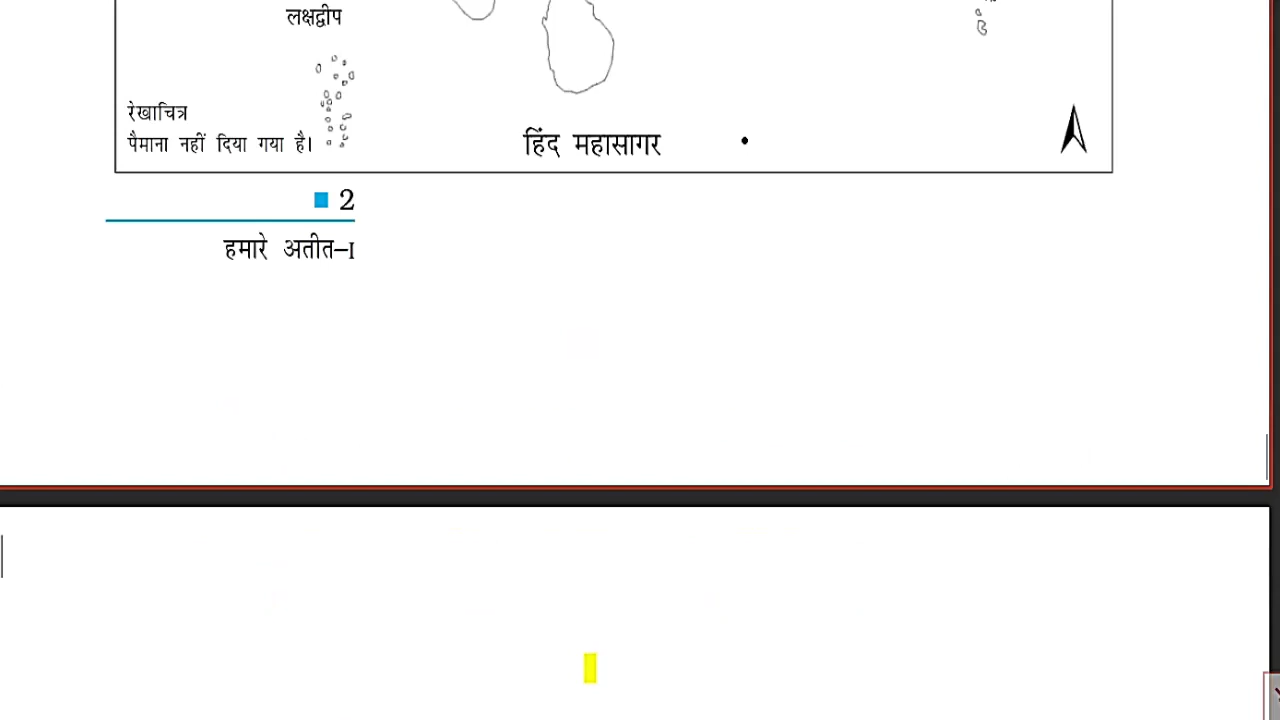 लक्षद्वीप
रेखाचित्र
पैमाना नहीं दिया गया है।
हिंद महासागर
2
हमारे अतीत–I